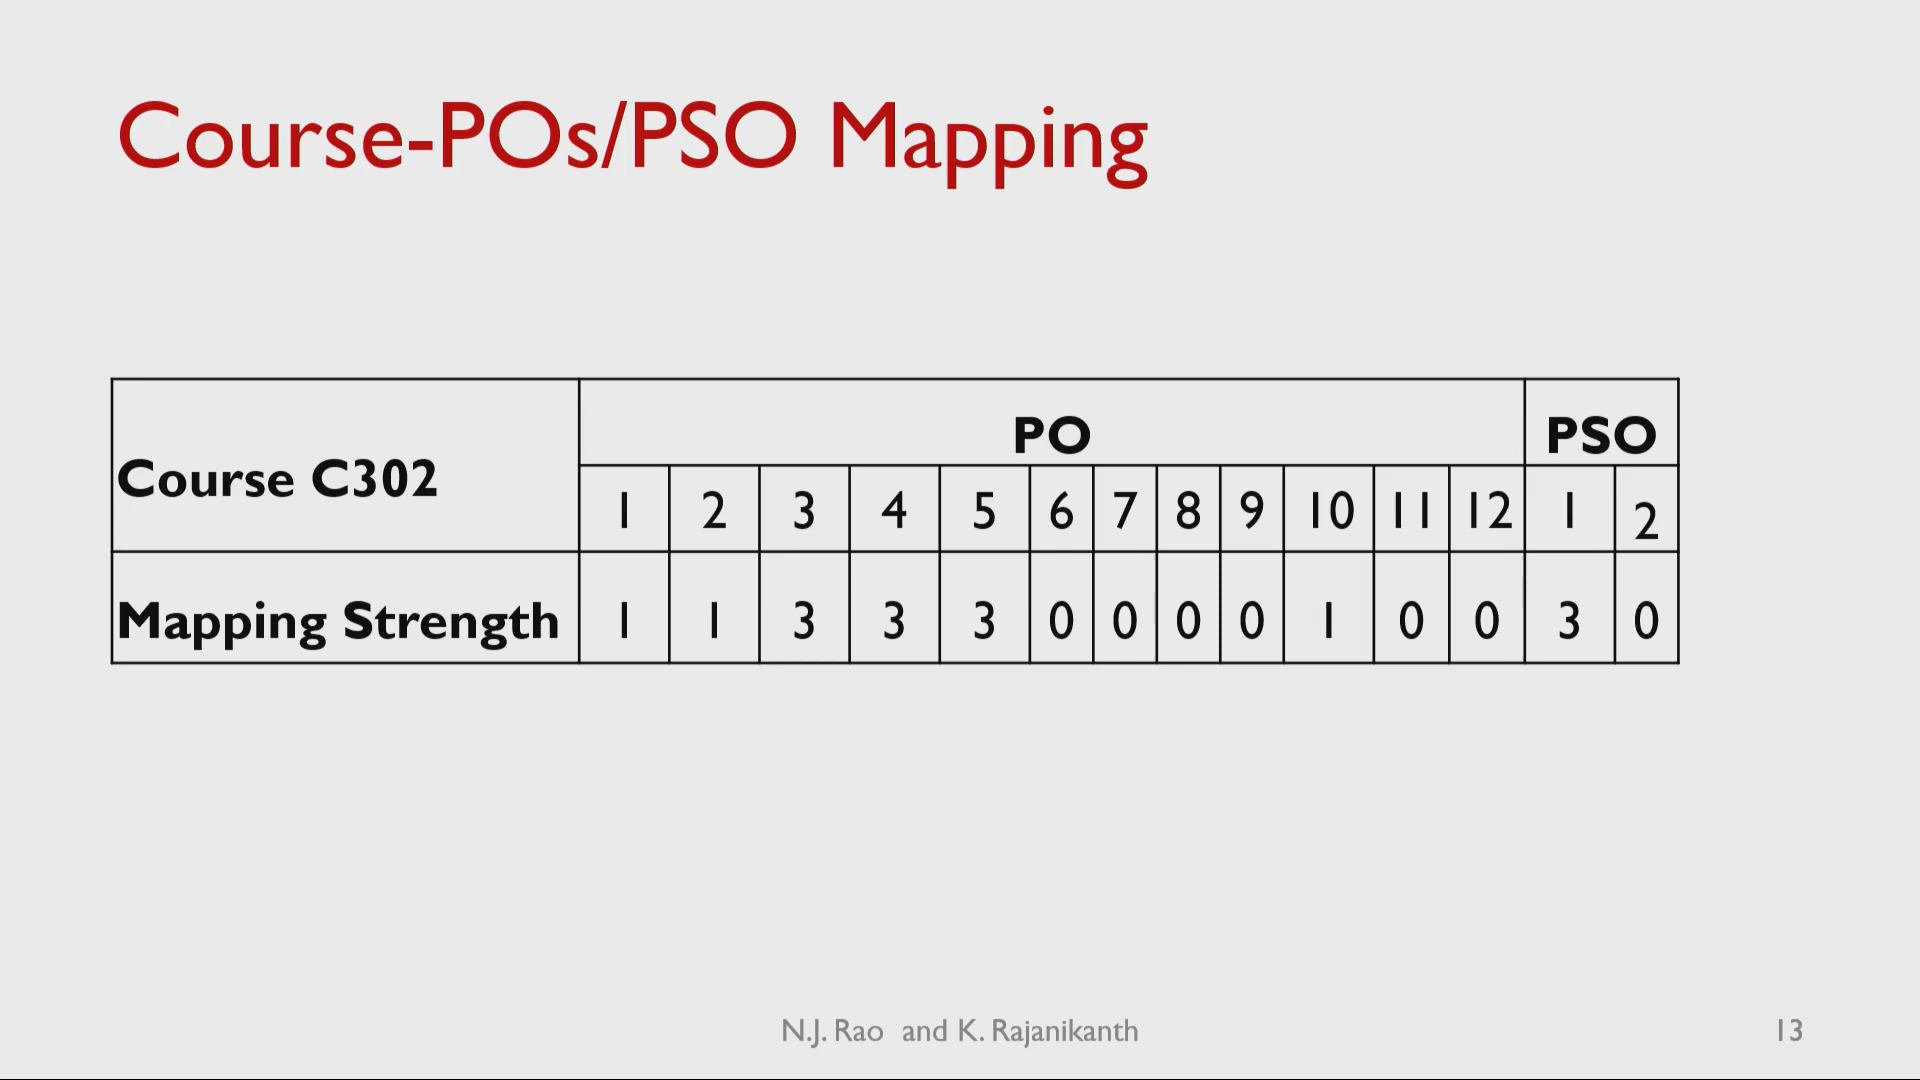 Course-POs/PSO Mapping
Course C302 PO PSO
1 2 3 4 5 6 7 8 9 10 11 12 1 2
Mapping Strength 1 1 3 3 3 0 0 0 0 1 0 0 3 0
N.J. Rao and K. Rajanikanth 13